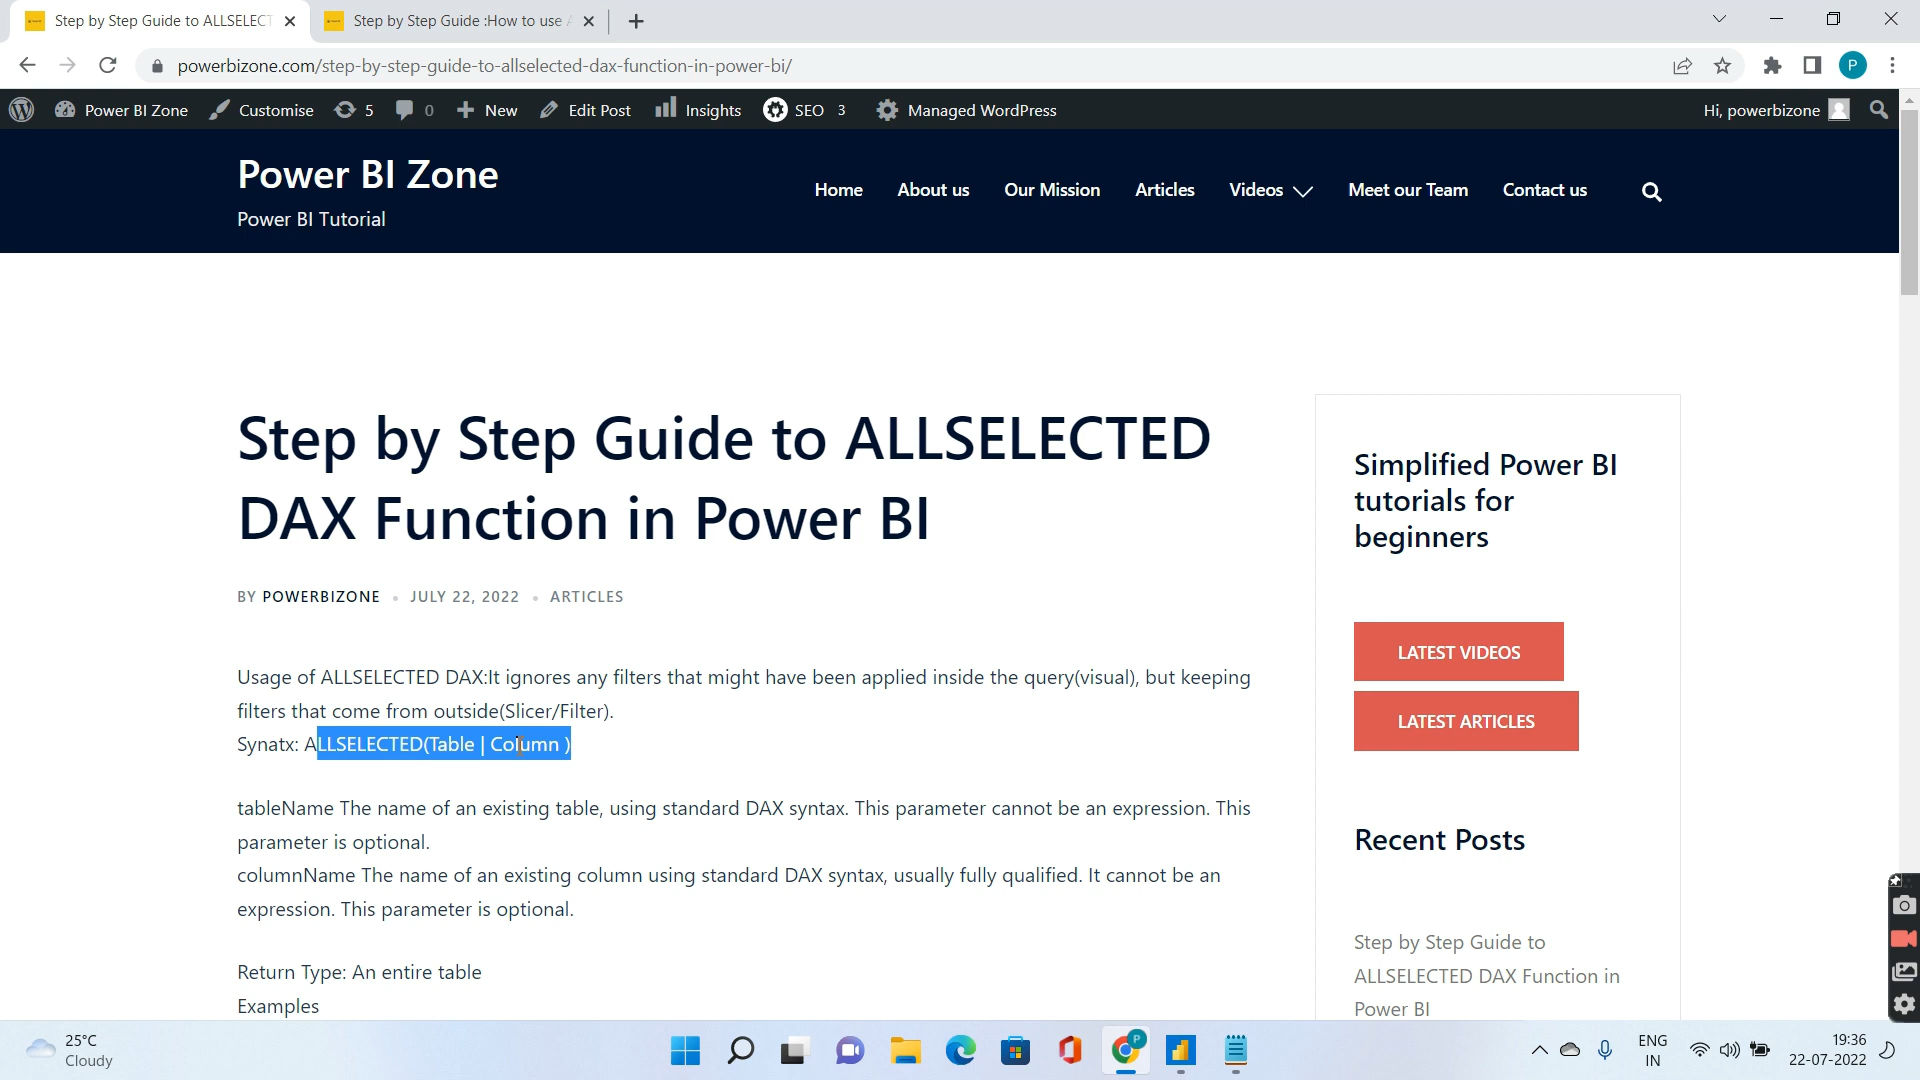 Step by Step Guide to ALLSELECT
Step by Step Guide :How to use
powerbizone.com/step-by-step-guide-to-allselected-dax-function-in-power-bi/
P
Power BI Zone
Customise
5
0
New
Edit Post
Insights
SEO 3
Managed WordPress
Hi, powerbizone
Power BI Zone
Power BI Tutorial
Home
About us
Our Mission
Articles
Videos
Meet our Team
Contact us
Step by Step Guide to ALLSELECTED
DAX Function in Power BI
BY POWERBIZONE • JULY 22, 2022 • ARTICLES
Usage of ALLSELECTED DAX:It ignores any filters that might have been applied inside the query(visual), but keeping
filters that come from outside(Slicer/Filter).
Synatx: ALLSELECTED(Table | Column )
tableName The name of an existing table, using standard DAX syntax. This parameter cannot be an expression. This
parameter is optional.
columnName The name of an existing column using standard DAX syntax, usually fully qualified. It cannot be an
expression. This parameter is optional.
Return Type: An entire table
Examples
Simplified Power BI
tutorials for
beginners
LATEST VIDEOS
LATEST ARTICLES
Recent Posts
Step by Step Guide to
ALLSELECTED DAX Function in
Power BI
25°C
Cloudy
P
ENG
IN
19:36
22-07-2022